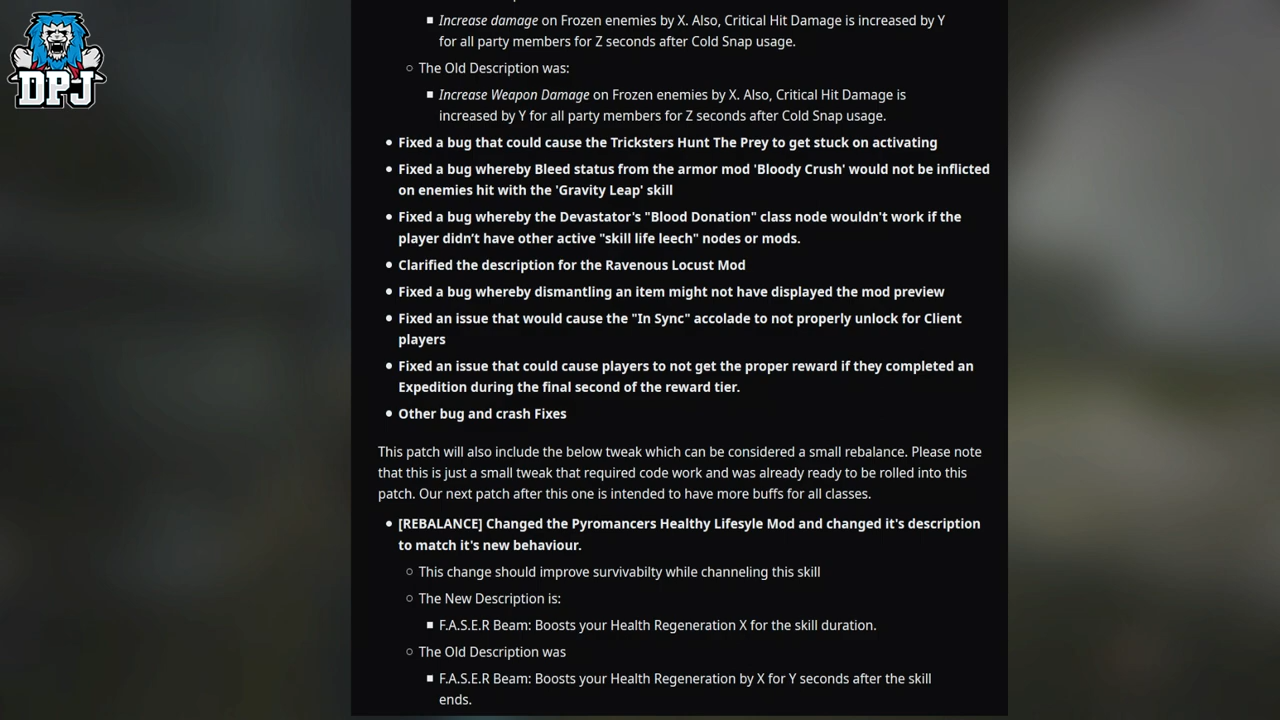 DPJ
■ Increase damage on Frozen enemies by X. Also, Critical Hit Damage is increased by Y
for all party members for Z seconds after Cold Snap usage.
○ The Old Description was:
■ Increase Weapon Damage on Frozen enemies by X. Also, Critical Hit Damage is
increased by Y for all party members for Z seconds after Cold Snap usage.
● Fixed a bug that could cause the Tricksters Hunt The Prey to get stuck on activating
● Fixed a bug whereby Bleed status from the armor mod 'Bloody Crush' would not be inflicted
on enemies hit with the 'Gravity Leap' skill
● Fixed a bug whereby the Devastator's "Blood Donation" class node wouldn't work if the
player didn't have other active "skill life leech" nodes or mods.
● Clarified the description for the Ravenous Locust Mod
● Fixed a bug whereby dismantling an item might not have displayed the mod preview
● Fixed an issue that would cause the "In Sync" accolade to not properly unlock for Client
players
● Fixed an issue that could cause players to not get the proper reward if they completed an
Expedition during the final second of the reward tier.
● Other bug and crash Fixes
This patch will also include the below tweak which can be considered a small rebalance. Please note
that this is just a small tweak that required code work and was already ready to be rolled into this
patch. Our next patch after this one is intended to have more buffs for all classes.
● [REBALANCE] Changed the Pyromancers Healthy Lifesyle Mod and changed it's description
to match it's new behaviour.
○ This change should improve survivabilty while channeling this skill
○ The New Description is:
■ F.A.S.E.R Beam: Boosts your Health Regeneration X for the skill duration.
○ The Old Description was
■ F.A.S.E.R Beam: Boosts your Health Regeneration by X for Y seconds after the skill
ends.